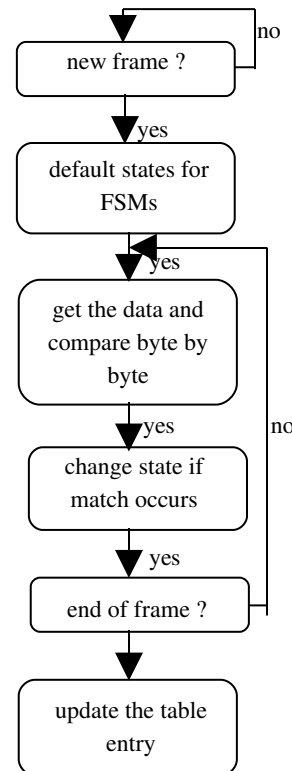 no
new frame ?
yes
default states for
FSMs
yes
get the data and
compare byte by
byte
no
yes
change state if
match occurs
yes
end of frame ?
update the table
entry